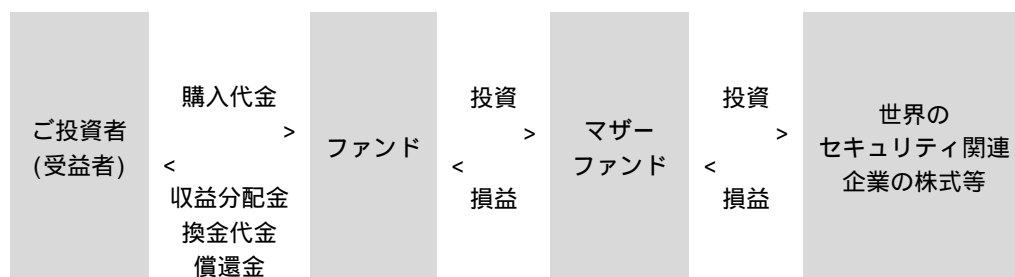 ご投資者
(受益者)
購入代金
>
<
収益分配金
換金代金
償還金
ファンド
投資
>
<
損益
マザー
ファンド
投資
>
<
損益
世界の
セキュリティ関連
企業の株式等